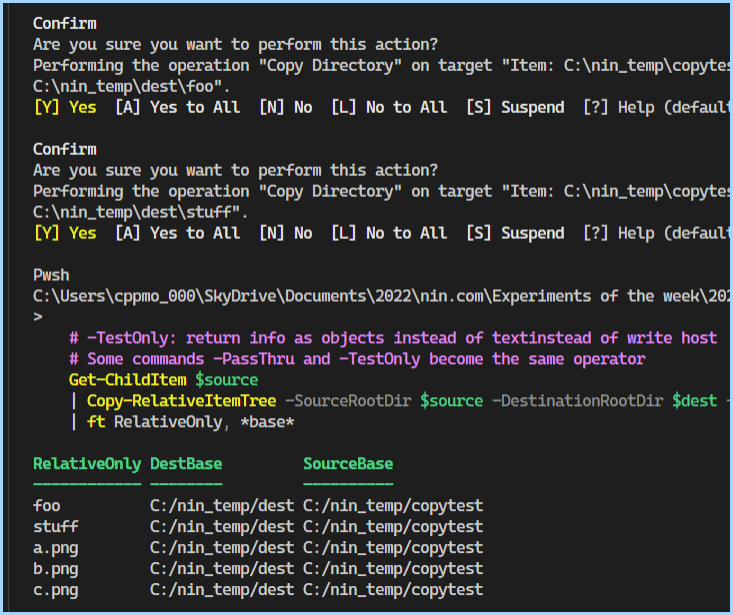 Confirm
Are you sure you want to perform this action?
Performing the operation "Copy Directory" on target "Item: C:\nin_temp\copytes
C:\nin_temp\dest\foo".
[Y] Yes  [A] Yes to All  [N] No  [L] No to All  [S] Suspend  [?] Help (default
Confirm
Are you sure you want to perform this action?
Performing the operation "Copy Directory" on target "Item: C:\nin_temp\copytes
C:\nin_temp\dest\stuff".
[Y] Yes  [A] Yes to All  [N] No  [L] No to All  [S] Suspend  [?] Help (default
Pwsh
C:\Users\cppmo_000\SkyDrive\Documents\2022\nin.com\Experiments of the week\202
>
# -TestOnly: return info as objects instead of textinstead of write host
# Some commands -PassThru and -TestOnly become the same operator
Get-ChildItem $source
| Copy-RelativeItemTree -SourceRootDir $source -DestinationRootDir $dest -
| ft RelativeOnly, *base*
RelativeOnly DestBase SourceBase
------------ -------- ----------
foo C:/nin_temp/dest C:/nin_temp/copytest
stuff C:/nin_temp/dest C:/nin_temp/copytest
a.png C:/nin_temp/dest C:/nin_temp/copytest
b.png C:/nin_temp/dest C:/nin_temp/copytest
c.png C:/nin_temp/dest C:/nin_temp/copytest